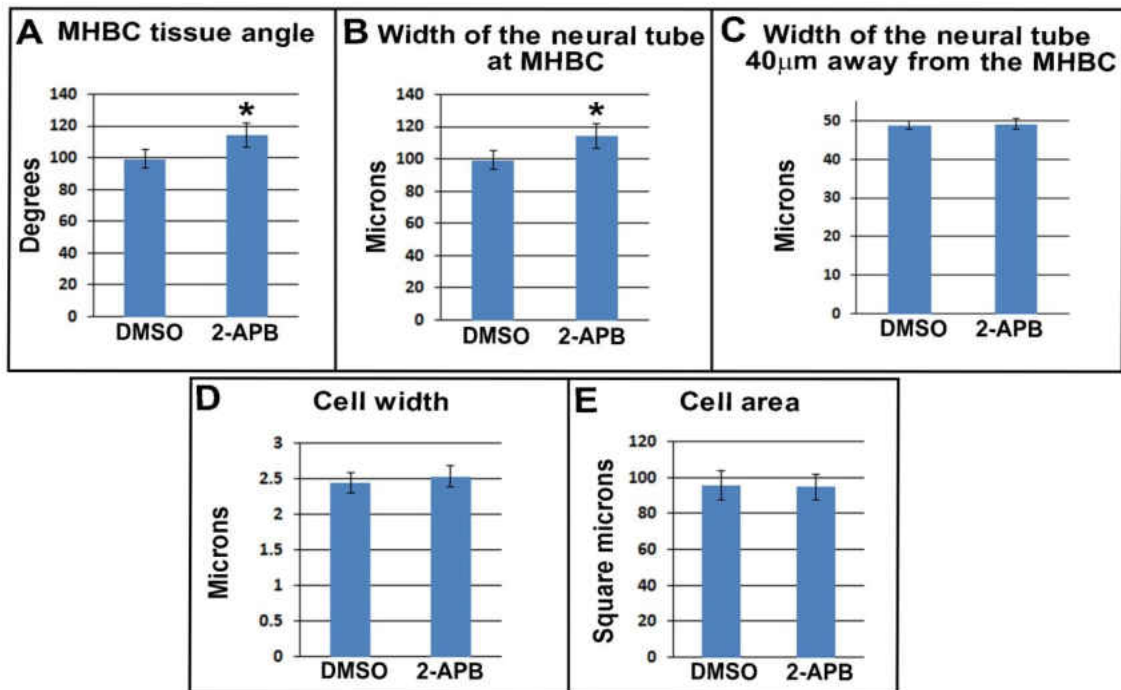 A MHBC tissue angle
140
120
100
80
60
40
20
0
Degrees
*
DMSO 2-APB
B Width of the neural tube
at MHBC
140
120
100
80
60
40
20
0
Microns
*
DMSO 2-APB
C Width of the neural tube
40µm away from the MHBC
50
40
30
20
10
0
Microns
DMSO 2-APB
D Cell width
3
2.5
2
1.5
1
0.5
0
Microns
DMSO 2-APB
E Cell area
120
100
80
60
40
20
0
Square microns
DMSO 2-APB